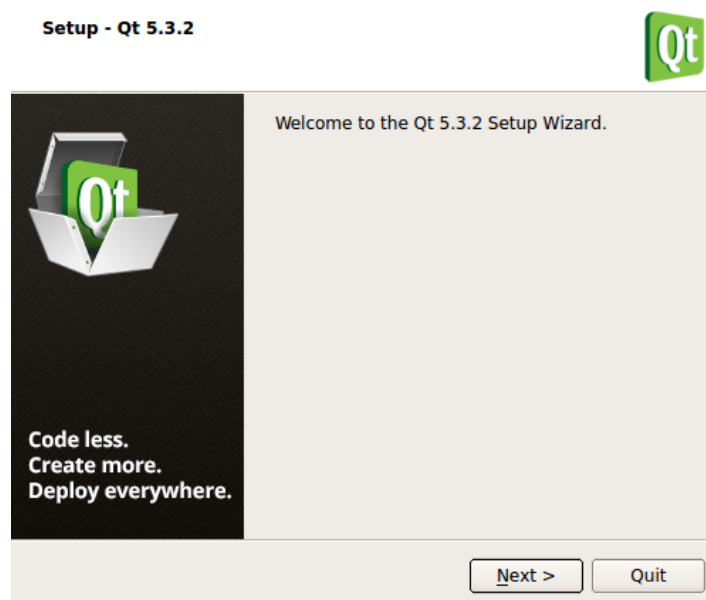 Setup - Qt 5.3.2
Qt
Welcome to the Qt 5.3.2 Setup Wizard.
Qt
Code less.
Create more.
Deploy everywhere.
Next >
Quit